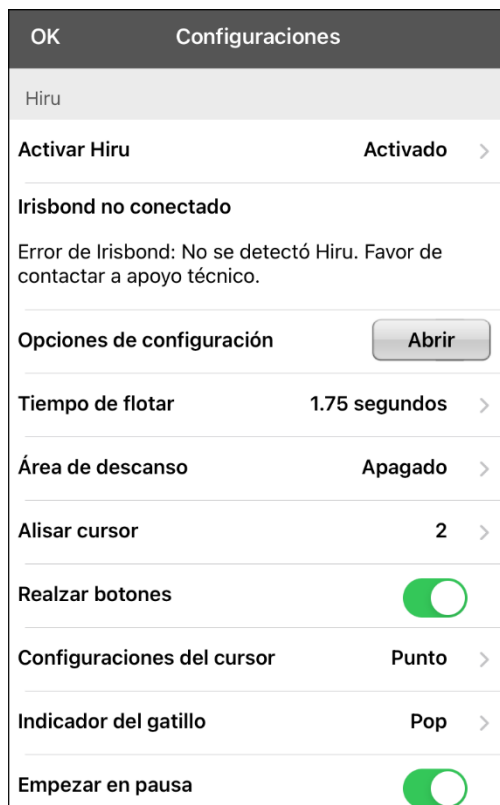 OK Configuraciones
Hiru
Activar Hiru Activado
Irisbond no conectado
Error de Irisbond: No se detectó Hiru. Favor de
contactar a apoyo técnico.
Opciones de configuración Abrir
Tiempo de flotar 1.75 segundos
Área de descanso Apagado
Alisar cursor 2
Realzar botones
Configuraciones del cursor Punto
Indicador del gatillo Pop
Empezar en pausa